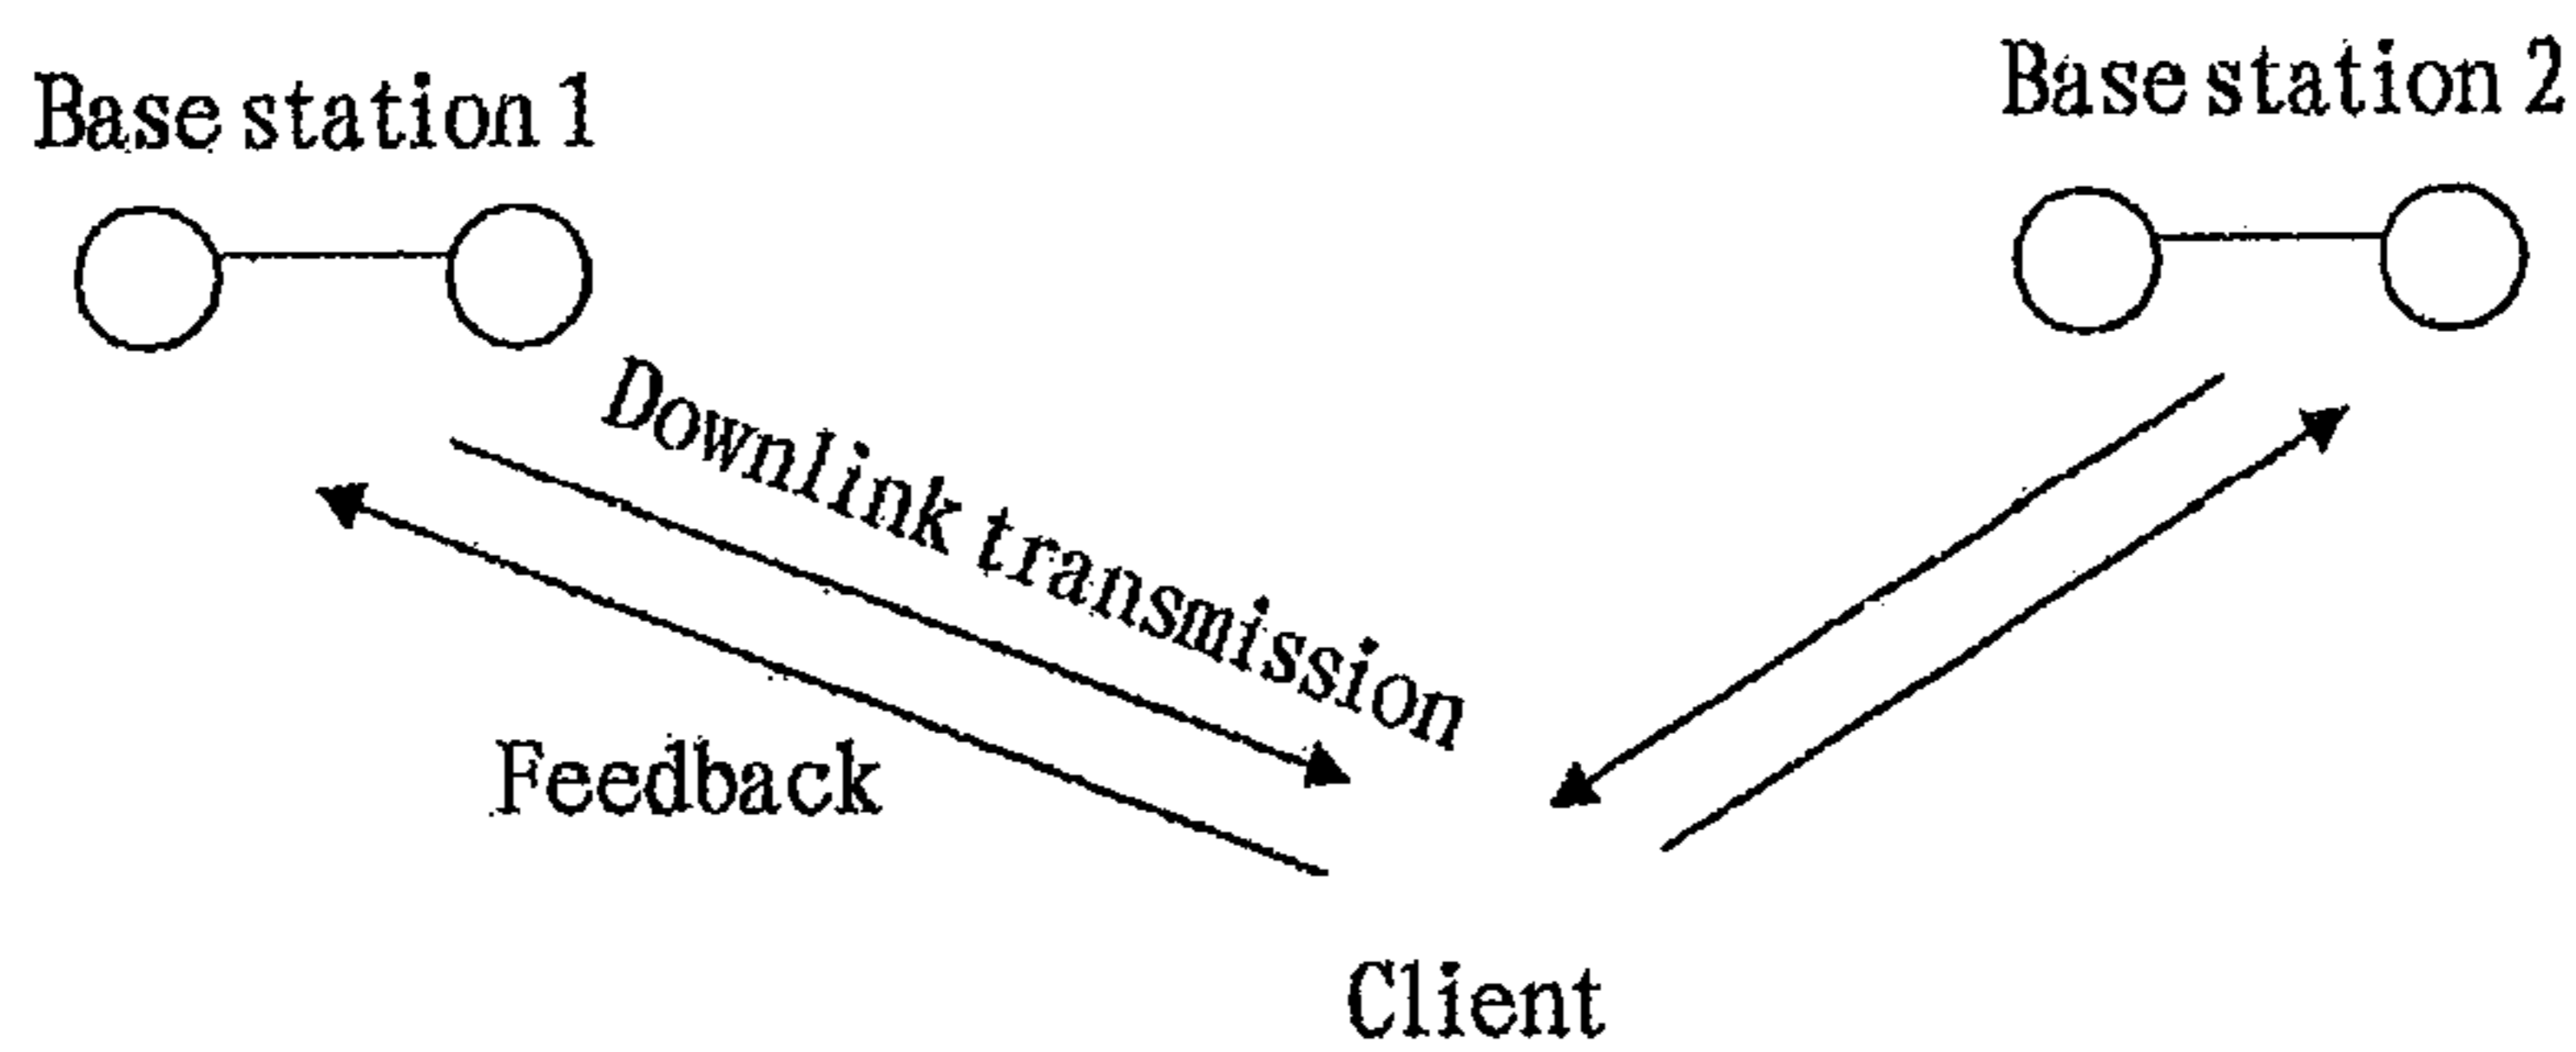 Base station 1
Base station 2
Downlink transmission
Feedback
Client